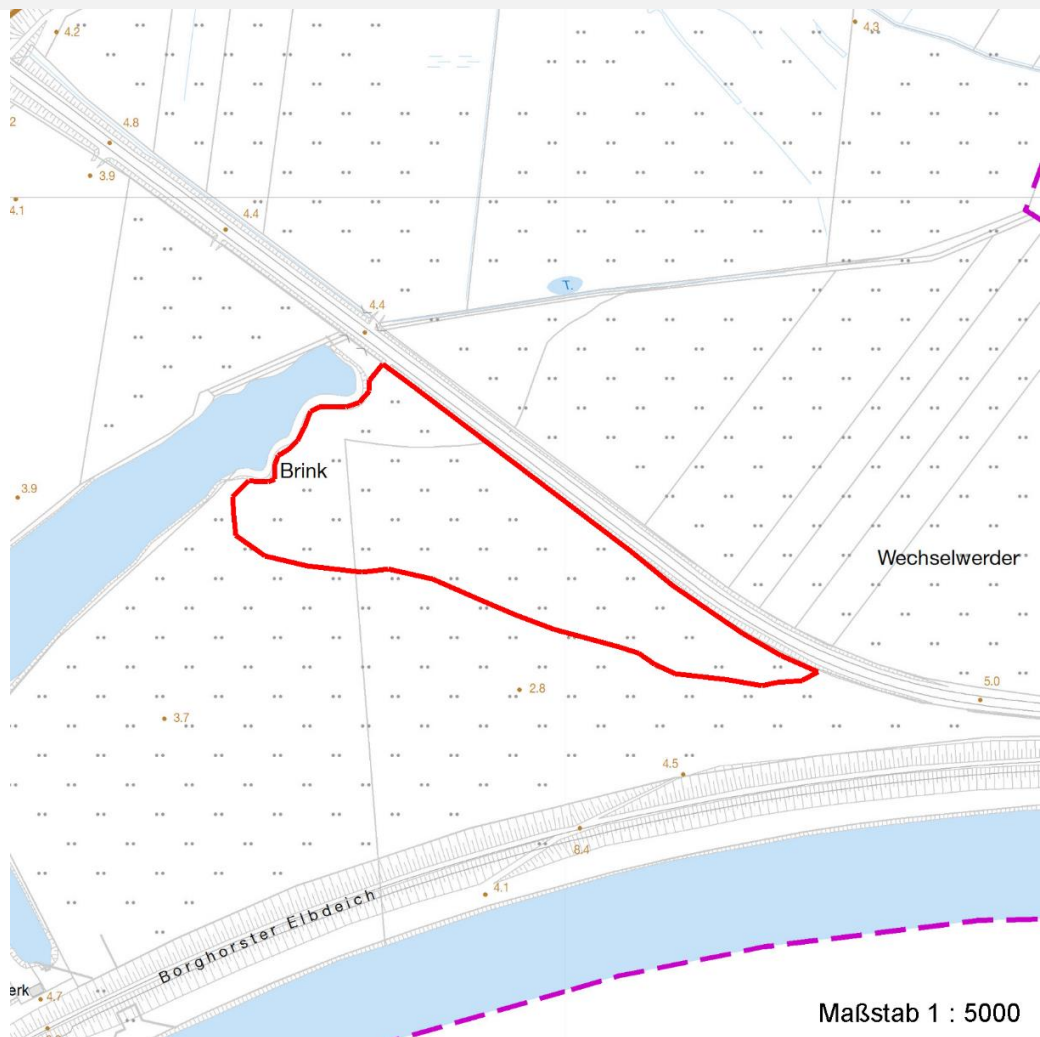 4.2
4.3
2
4.8
3.9
4.1
4.4
T.
4.4
Brink
3.9
Wechselwerder
5.0
2.8
3.7
4.5
8.4
4.1
Borghorster Elbdeich
erk
4.7
Maßstab 1 : 5000